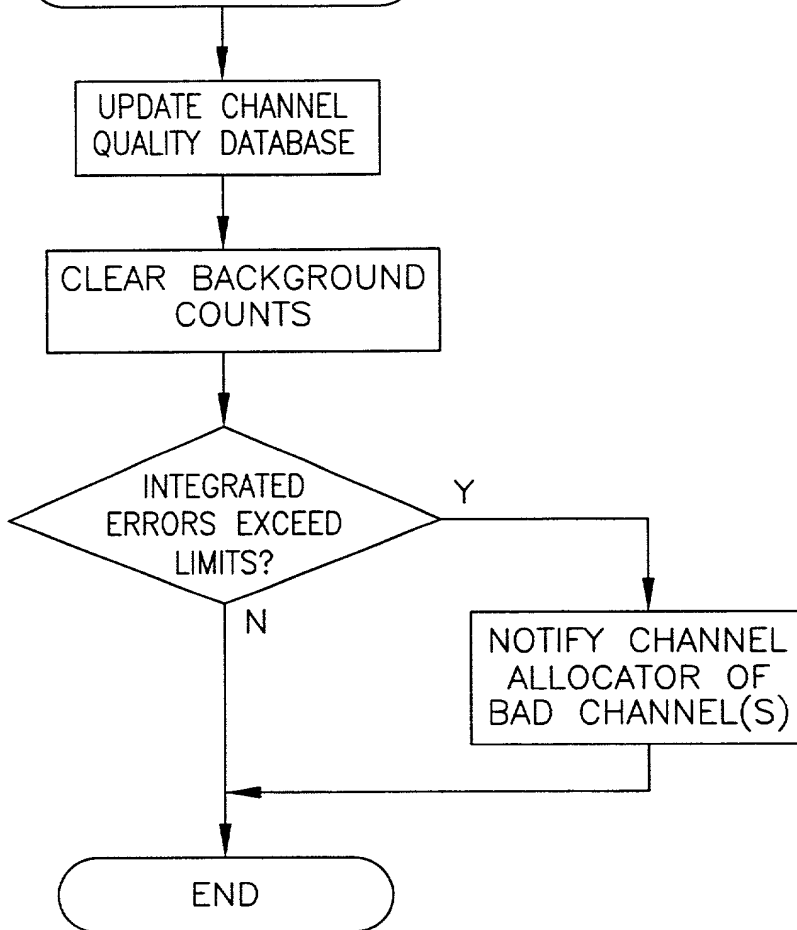 UPDATE CHANNEL
QUALITY DATABASE
CLEAR BACKGROUND
COUNTS
INTEGRATED
ERRORS EXCEED
LIMITS?
Y
N
NOTIFY CHANNEL
ALLOCATOR OF
BAD CHANNEL(S)
END